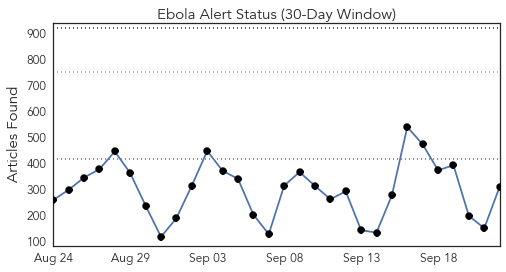 Ebola Alert Status (30-Day Window)
Articles Found
900
800
700
600
500
400
300
200
100
Aug 24
Aug 29
Sep 03
Sep 08
Sep 13
Sep 18